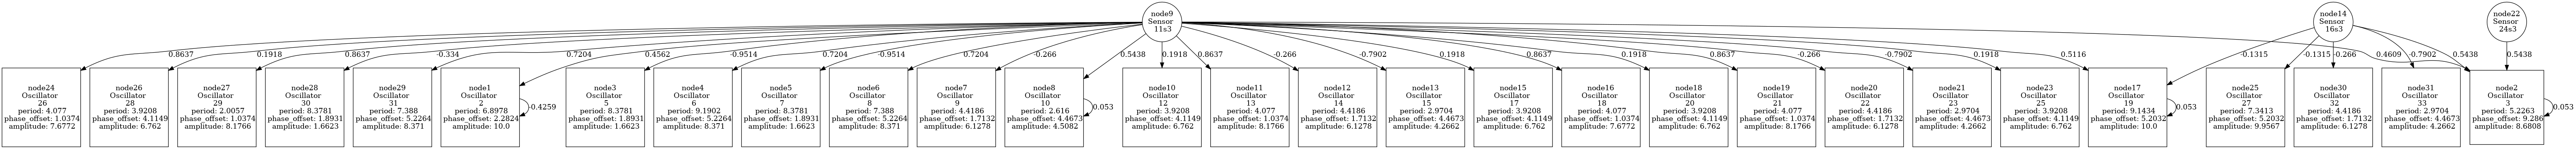 node9
Sensor
11s3
node14
Sensor
16s3
node22
Sensor
24s3
0.8637
0.1918
0.8637
-0.334
0.7204
0.4562
-0.9514
0.7204
-0.9514
0.7204
-0.266
0.5438
0.1918
0.8637
-0.266
-0.7902
0.1918
0.8637
0.1918
0.8637
-0.266
-0.7902
0.1918
0.5116
-0.1315
-0.1315
-0.266
0.4609
-0.7902
0.5438
0.5438
node24
Oscillator
26
period: 4.077
phase_offset: 1.0374
amplitude: 7.6772
node26
Oscillator
28
period: 3.9208
phase_offset: 4.1149
amplitude: 6.762
node27
Oscillator
29
period: 2.0057
phase_offset: 1.0374
amplitude: 8.1766
node28
Oscillator
30
period: 8.3781
phase_offset: 1.8931
amplitude: 1.6623
node29
Oscillator
31
period: 7.388
phase_offset: 5.2264
amplitude: 8.371
node1
Oscillator
2
period: 6.8978
phase_offset: 2.2824
amplitude: 10.0
-0.4259
node3
Oscillator
5
period: 8.3781
phase_offset: 1.8931
amplitude: 1.6623
node4
Oscillator
6
period: 9.1902
phase_offset: 5.2264
amplitude: 8.371
node5
Oscillator
7
period: 8.3781
phase_offset: 1.8931
amplitude: 1.6623
node6
Oscillator
8
period: 7.388
phase_offset: 5.2264
amplitude: 8.371
node7
Oscillator
9
period: 4.4186
phase_offset: 1.7132
amplitude: 6.1278
node8
Oscillator
10
period: 2.616
phase_offset: 4.4673
amplitude: 4.5082
0.053
node10
Oscillator
12
period: 3.9208
phase_offset: 4.1149
amplitude: 6.762
node11
Oscillator
13
period: 4.077
phase_offset: 1.0374
amplitude: 8.1766
node12
Oscillator
14
period: 4.4186
phase_offset: 1.7132
amplitude: 6.1278
node13
Oscillator
15
period: 2.9704
phase_offset: 4.4673
amplitude: 4.2662
node15
Oscillator
17
period: 3.9208
phase_offset: 4.1149
amplitude: 6.762
node16
Oscillator
18
period: 4.077
phase_offset: 1.0374
amplitude: 7.6772
node18
Oscillator
20
period: 3.9208
phase_offset: 4.1149
amplitude: 6.762
node19
Oscillator
21
period: 4.077
phase_offset: 1.0374
amplitude: 8.1766
node20
Oscillator
22
period: 4.4186
phase_offset: 1.7132
amplitude: 6.1278
node21
Oscillator
23
period: 2.9704
phase_offset: 4.4673
amplitude: 4.2662
node23
Oscillator
25
period: 3.9208
phase_offset: 4.1149
amplitude: 6.762
node17
Oscillator
19
period: 9.1434
phase_offset: 5.2032
amplitude: 10.0
0.053
node25
Oscillator
27
period: 7.3413
phase_offset: 5.2032
amplitude: 9.9567
node30
Oscillator
32
period: 4.4186
phase_offset: 1.7132
amplitude: 6.1278
node31
Oscillator
33
period: 2.9704
phase_offset: 4.4673
amplitude: 4.2662
node2
Oscillator
3
period: 5.2263
phase_offset: 9.286
amplitude: 8.6808
0.053